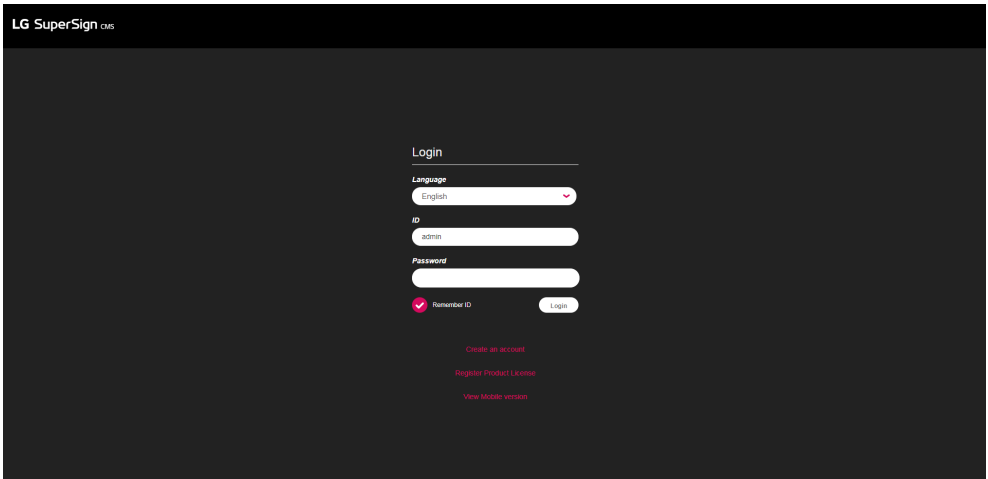 LG SuperSign CMS
Login
Language
English
ID
admin
Password
Remember ID
Login
Create an account
Register Product License
View Mobile version